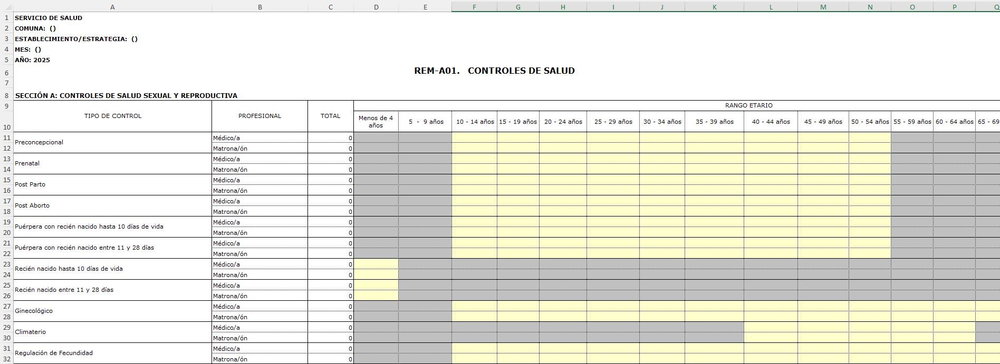 A B C D E F G H I J K L M N O P Q
1 SERVICIO DE SALUD
2 COMUNA: ()
3 ESTABLECIMIENTO/ESTRATEGIA: ()
4 MES: ()
5 AÑO: 2025
6 REM-A01. CONTROLES DE SALUD
7
8 SECCIÓN A: CONTROLES DE SALUD SEXUAL Y REPRODUCTIVA
9 RANGO ETARIO
TIPO DE CONTROL PROFESIONAL TOTAL
10 Menos de 4 años 5 - 9 años 10 - 14 años 15 - 19 años 20 - 24 años 25 - 29 años 30 - 34 años 35 - 39 años 40 - 44 años 45 - 49 años 50 - 54 años 55 - 59 años 60 - 64 años 65 - 69
11 Médico/a 0
Preconcepcional
12 Matrona/ón 0
13 Médico/a 0
Prenatal
14 Matrona/ón 0
15 Médico/a 0
Post Parto
16 Matrona/ón 0
17 Médico/a 0
Post Aborto
18 Matrona/ón 0
19 Médico/a 0
Puérpera con recién nacido hasta 10 días de vida
20 Matrona/ón 0
21 Médico/a 0
Puérpera con recién nacido entre 11 y 28 días
22 Matrona/ón 0
23 Médico/a 0
Recién nacido hasta 10 días de vida
24 Matrona/ón 0
25 Médico/a 0
Recién nacido entre 11 y 28 días
26 Matrona/ón 0
27 Médico/a 0
Ginecológico
28 Matrona/ón 0
29 Médico/a 0
Climaterio
30 Matrona/ón 0
31 Médico/a 0
Regulación de Fecundidad
32 Matrona/ón 0